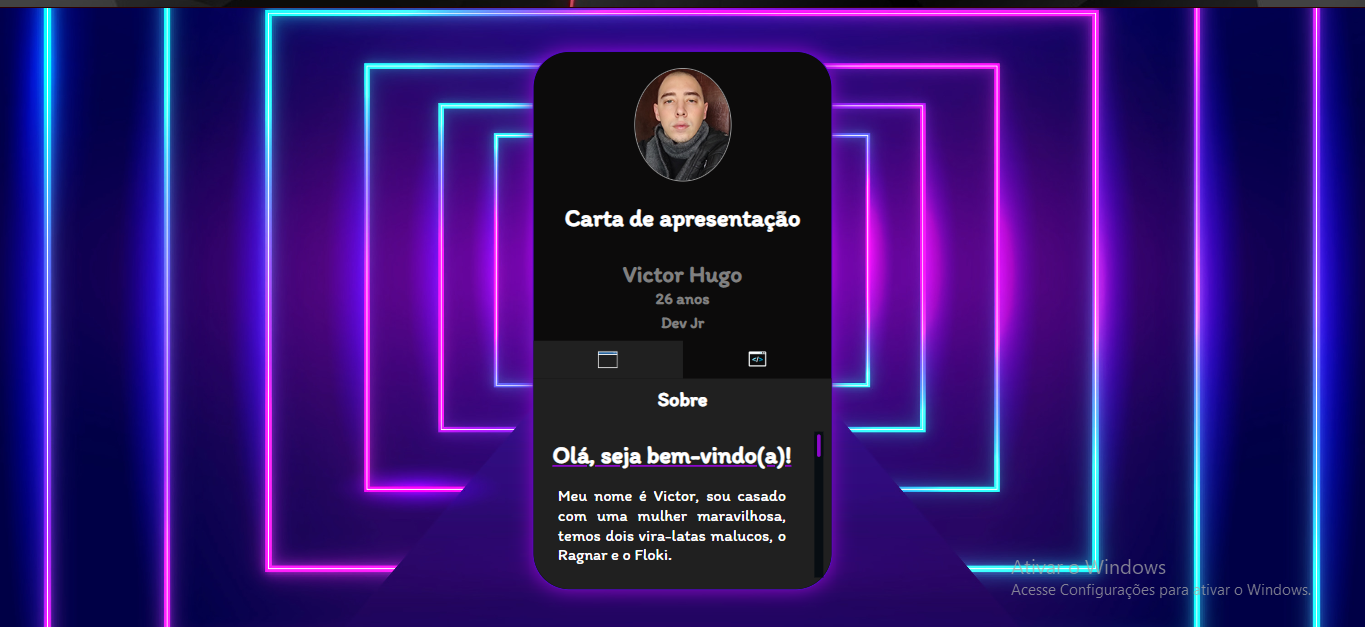 Carta de apresentação
Victor Hugo
26 anos
Dev Jr
</>
Sobre
Olá, seja bem-vindo(a)!
Meu nome é Victor, sou casado
com uma mulher maravilhosa,
temos dois vira-latas malucos, o
Ragnar e o Floki.
Ativar o Windows
Acesse Configurações para ativar o Windows.